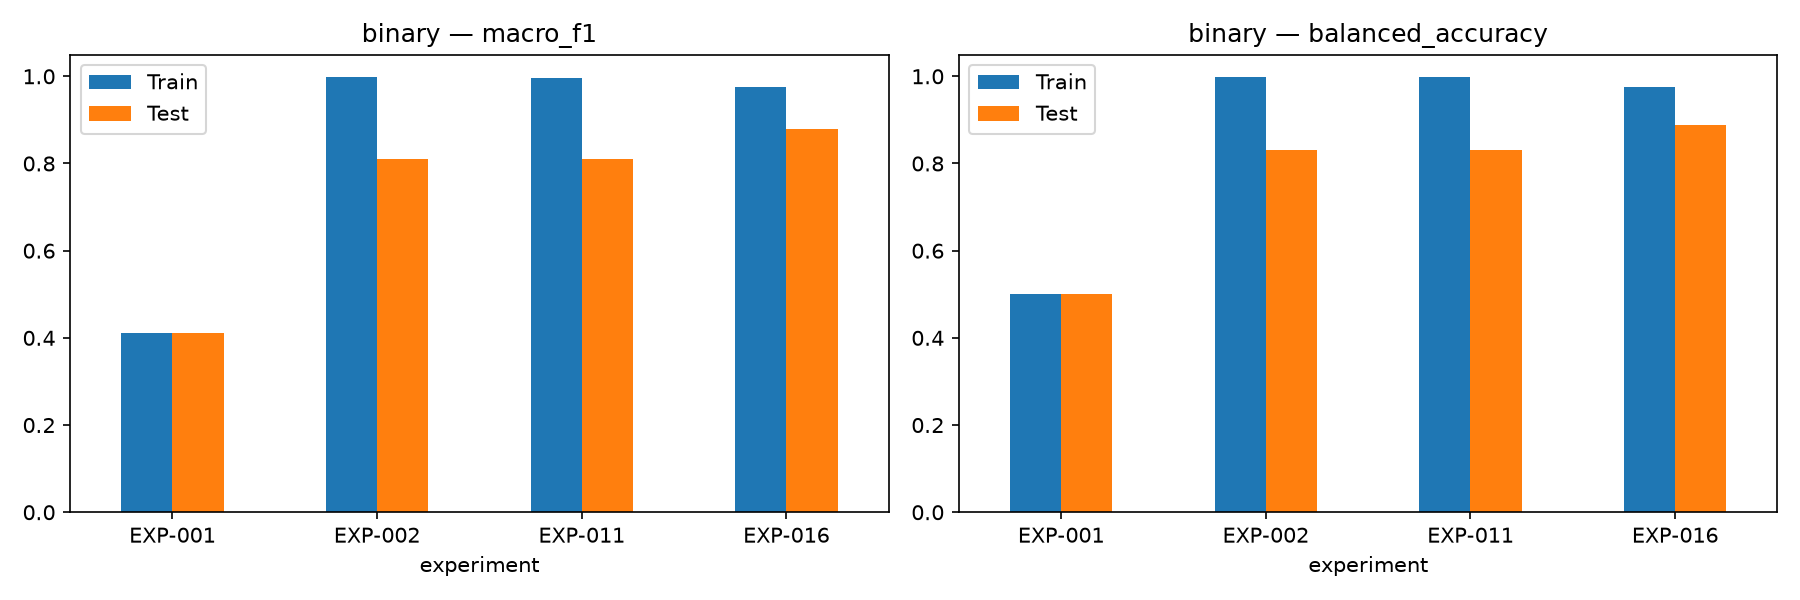 binary — macro_f1
1.0
0.8
0.6
0.4
0.2
0.0
Train
Test
EXP-001 EXP-002 EXP-011 EXP-016
experiment
binary — balanced_accuracy
1.0
0.8
0.6
0.4
0.2
0.0
Train
Test
EXP-001 EXP-002 EXP-011 EXP-016
experiment